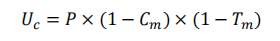 U_c = P × (1 − C_m) × (1 − T_m)